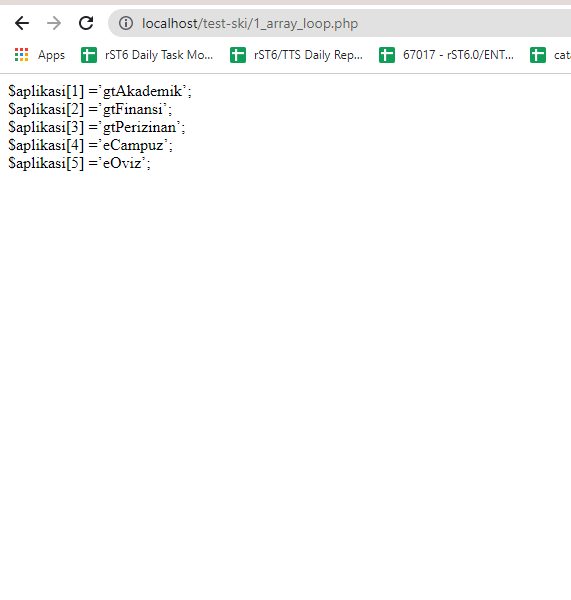 localhost/test-ski/1_array_loop.php
Apps rST6 Daily Task Mo... rST6/TTS Daily Rep... 67017 - rST6.0/ENT... cat
$aplikasi[1] =’gtAkademik’;
$aplikasi[2] =’gtFinansi’;
$aplikasi[3] =’gtPerizinan’;
$aplikasi[4] =’eCampuz’;
$aplikasi[5] =’eOviz’;